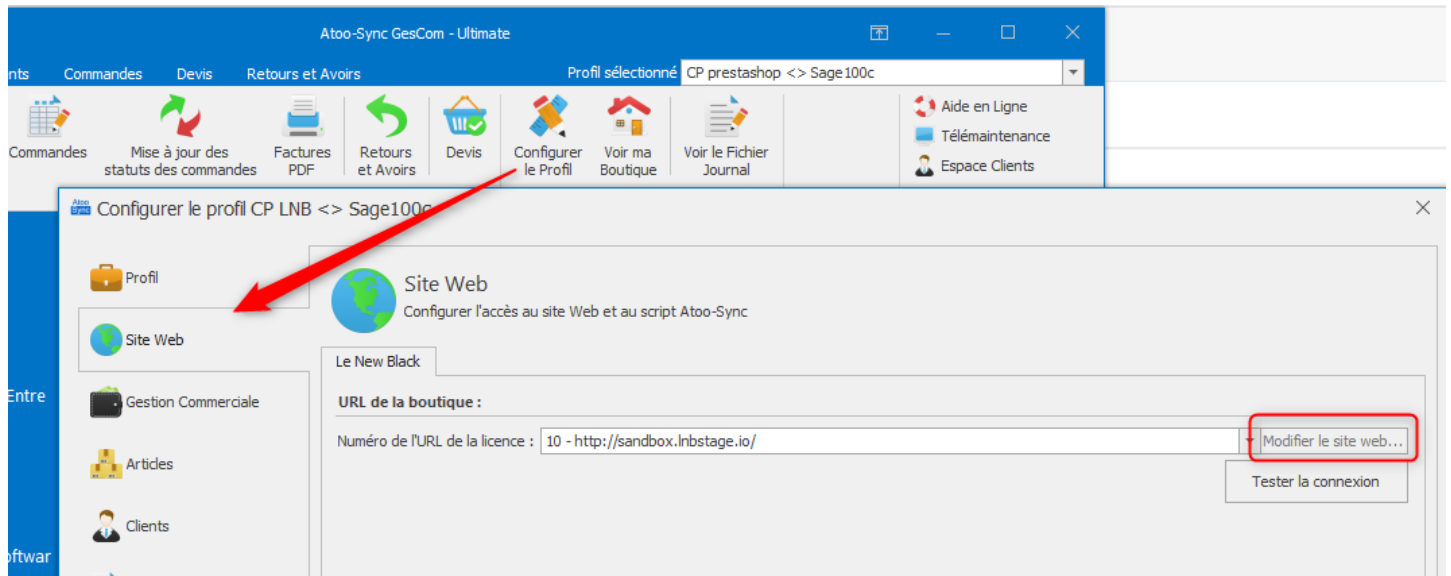 Atoo-Sync GesCom - Ultimate
nts Commandes Devis Retours et Avoirs Profil sélectionné CP prestashop <> Sage100c
Commandes
Mise à jour des
statuts des commandes
Factures
PDF
Retours
et Avoirs
Devis
Configurer
le Profil
Voir ma
Boutique
Voir le Fichier
Journal
Aide en Ligne
Télémaintenance
Espace Clients
Atoo
Sync
Configurer le profil CP LNB <> Sage100c
Profil
Site Web
Gestion Commerciale
Articles
Clients
Site Web
Configurer l'accès au site Web et au script Atoo-Sync
Le New Black
URL de la boutique :
Numéro de l'URL de la licence : 10 - http://sandbox.lnbstage.io/ Modifier le site web...
Tester la connexion
Entre
oftwar